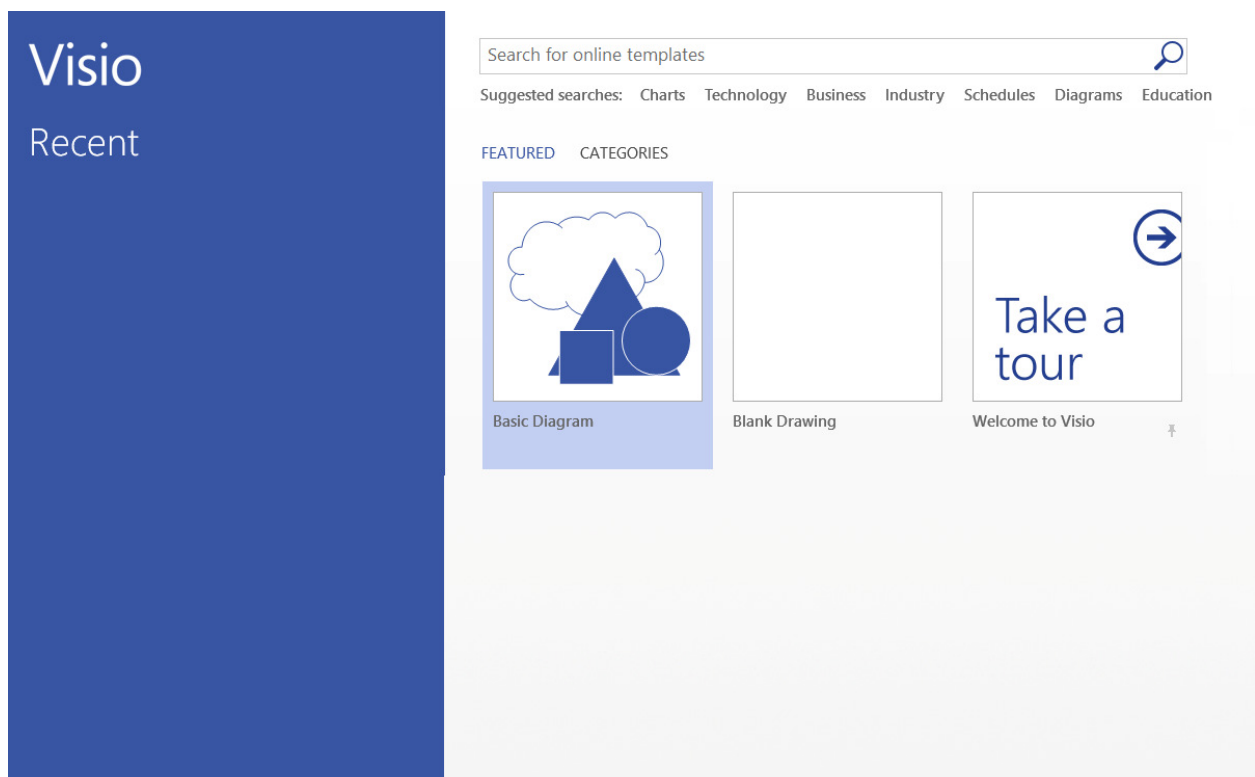 Visio
Recent
Search for online templates
Suggested searches: Charts Technology Business Industry Schedules Diagrams Education
FEATURED CATEGORIES
Take a
tour
Basic Diagram Blank Drawing Welcome to Visio